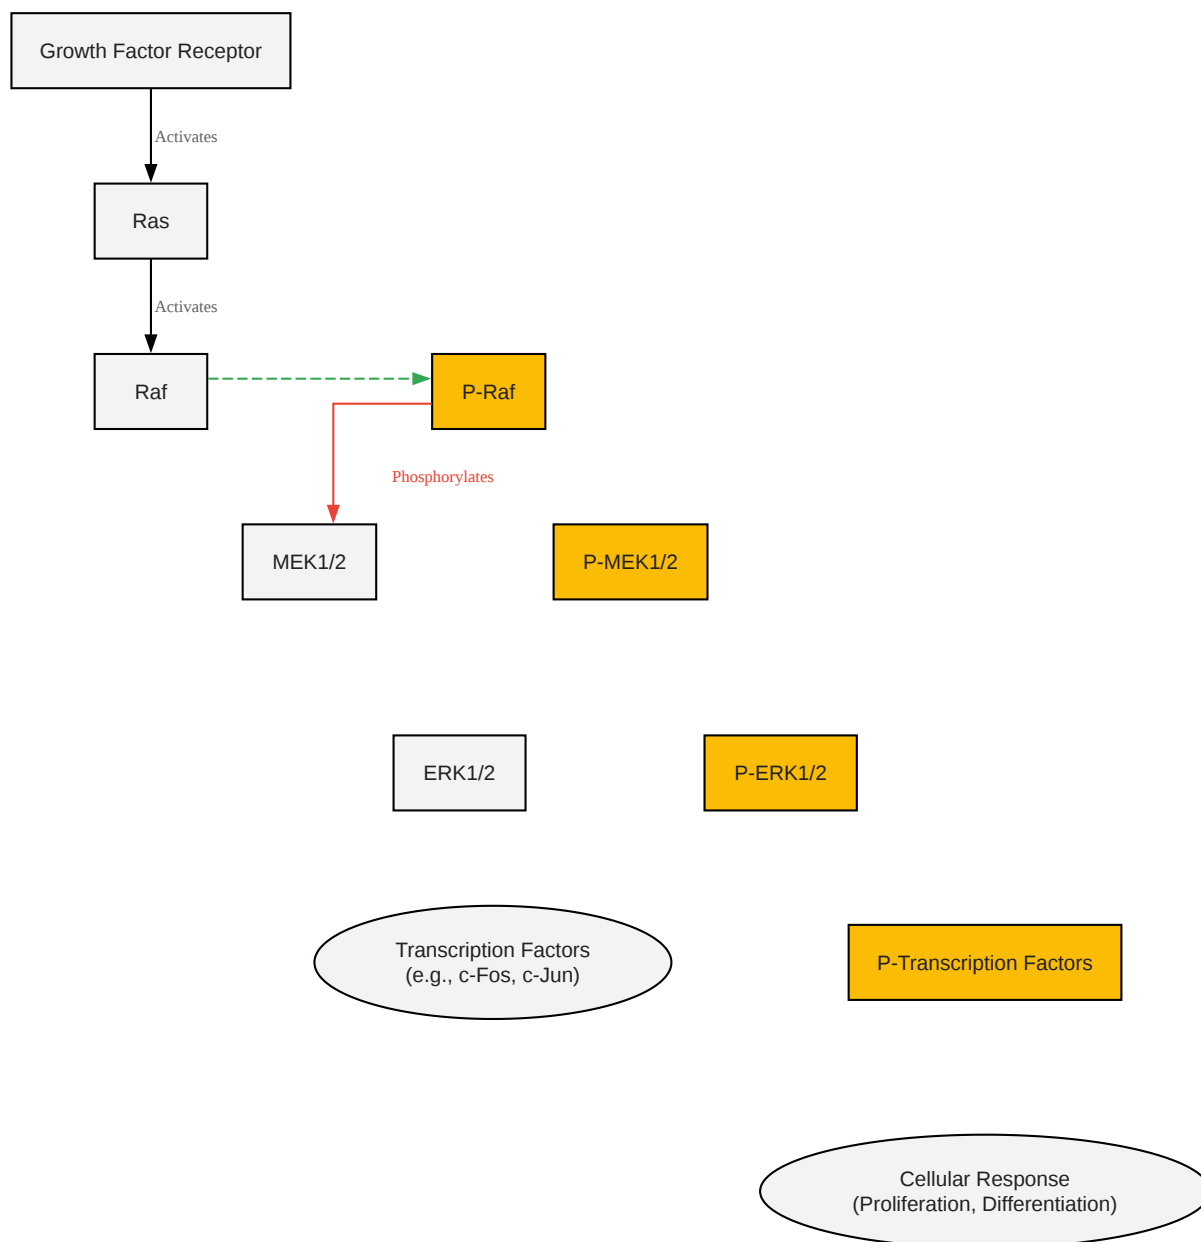 Growth Factor Receptor
Activates
Ras
Activates
Raf
P-Raf
Phosphorylates
MEK1/2
P-MEK1/2
ERK1/2
P-ERK1/2
Transcription Factors
(e.g., c-Fos, c-Jun)
P-Transcription Factors
Cellular Response
(Proliferation, Differentiation)